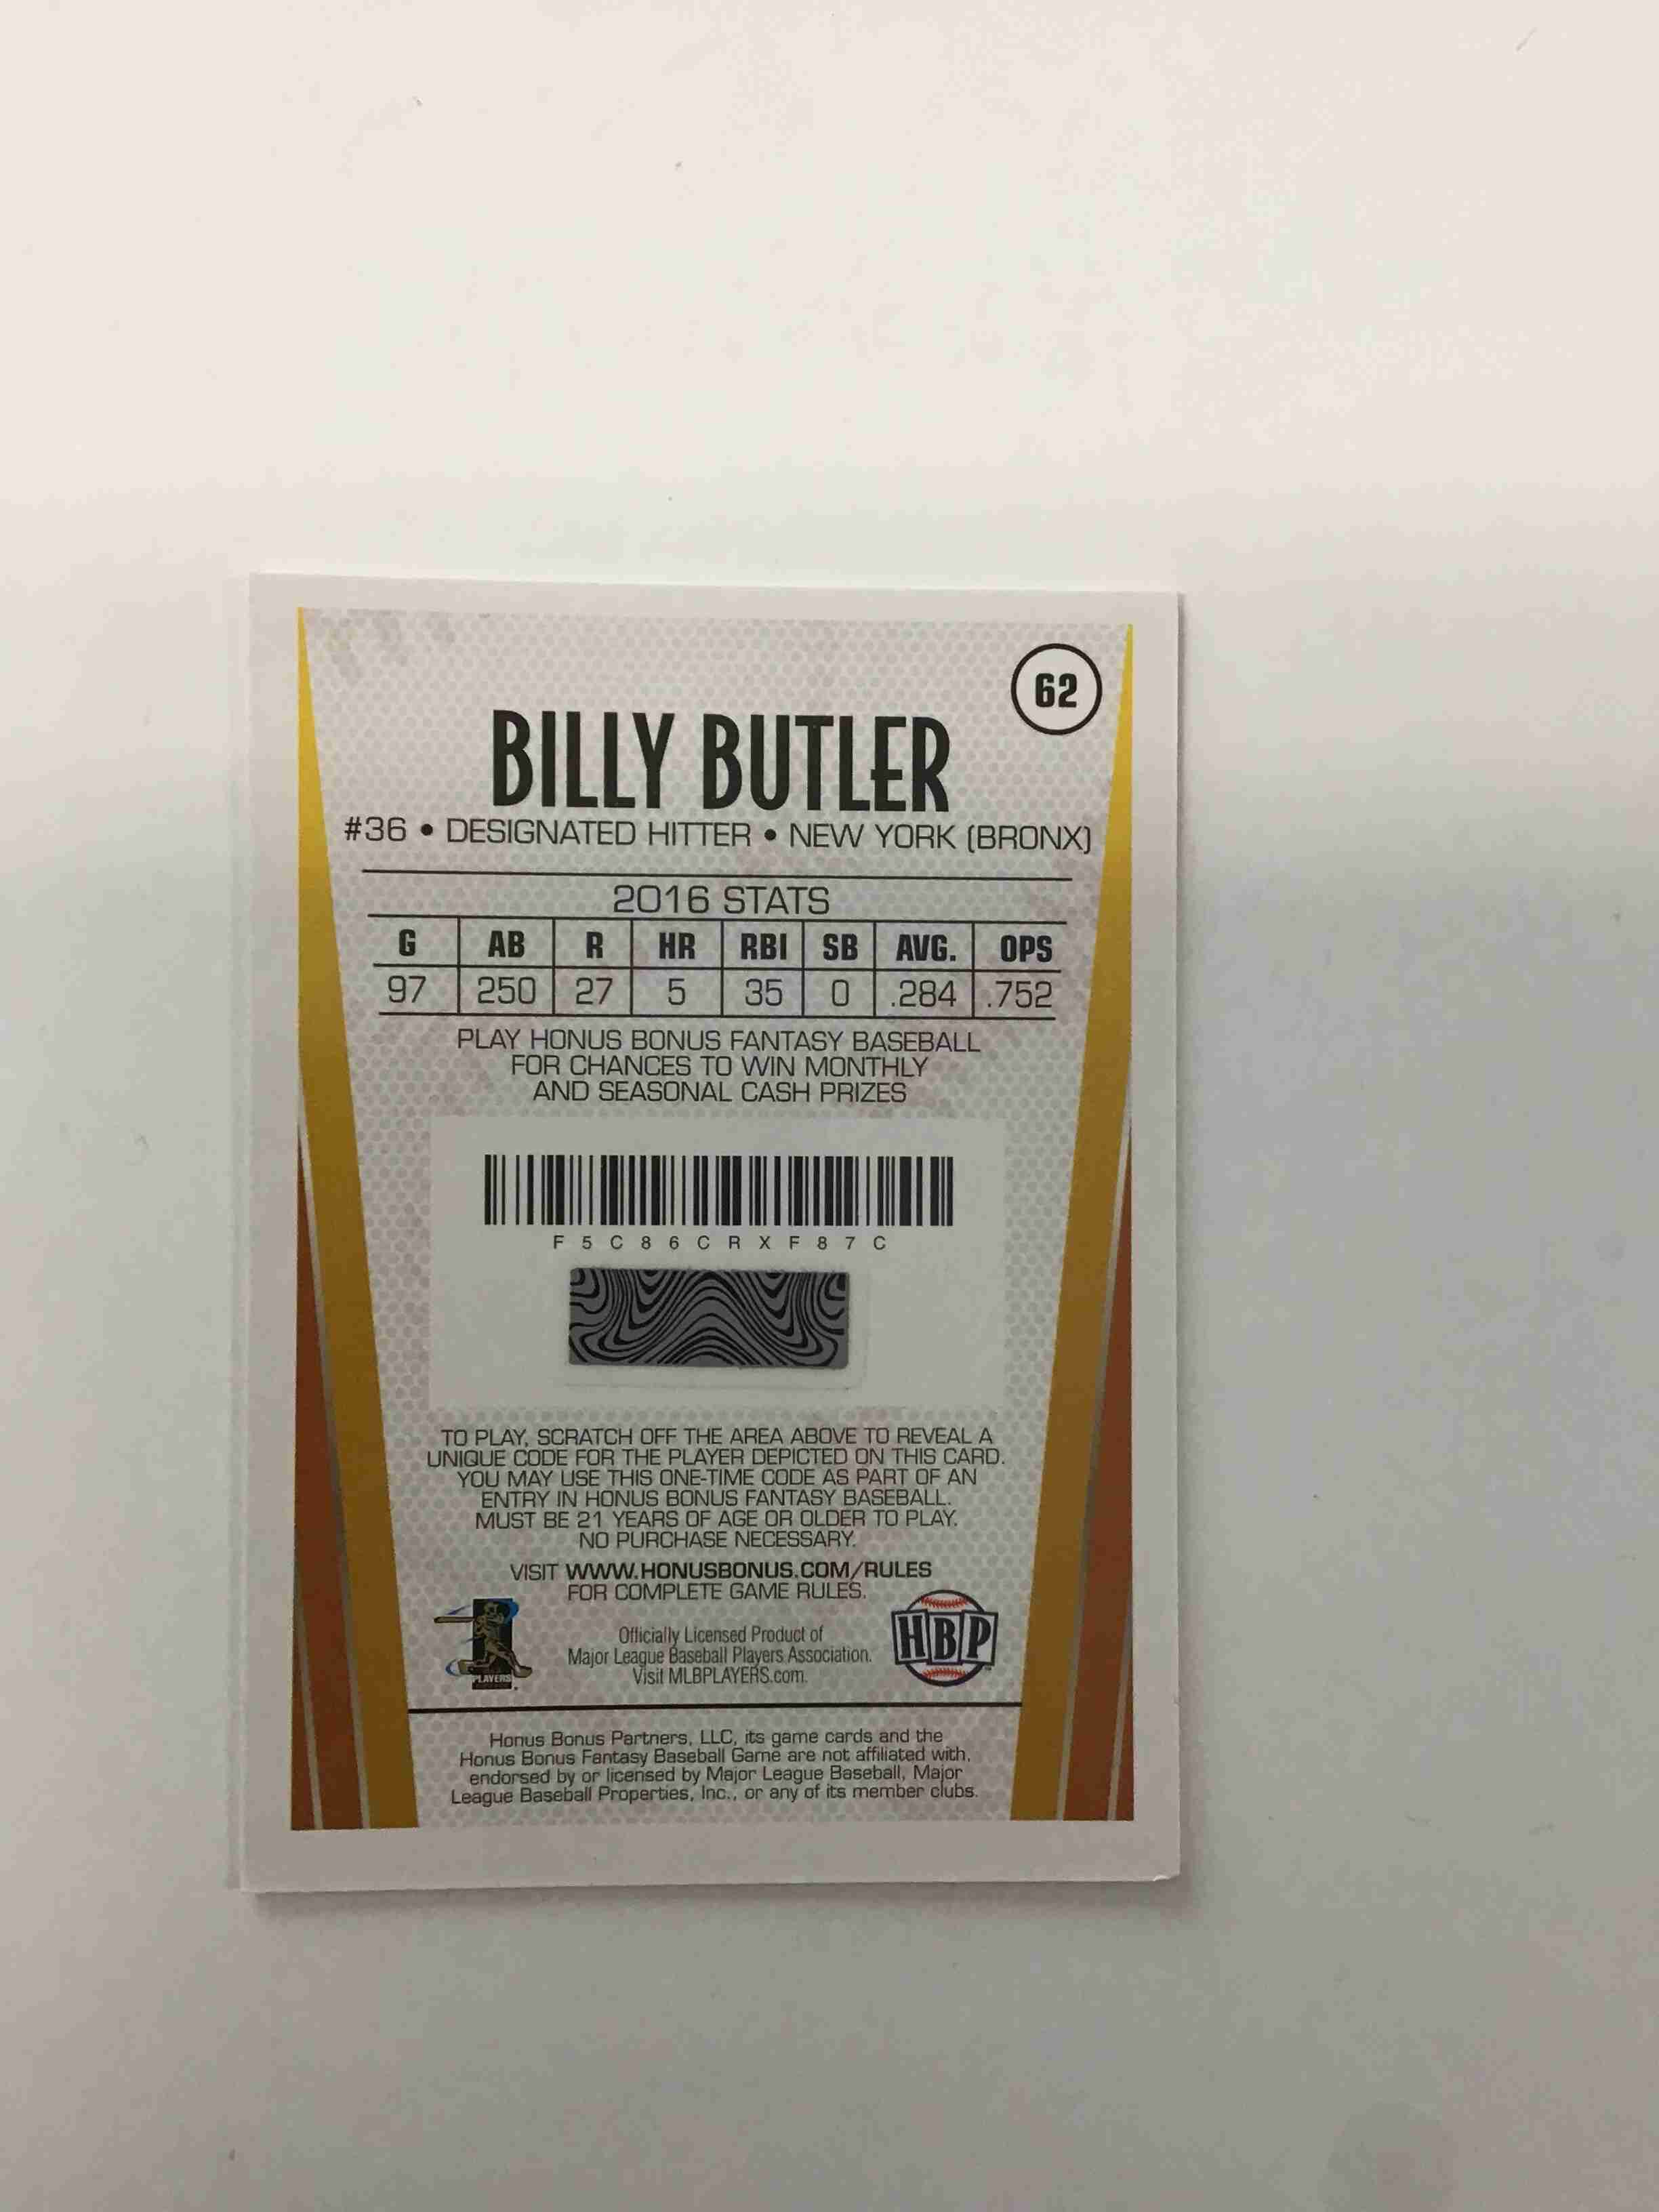 62
BILLY BUTLER
#36 • DESIGNATED HITTER • NEW YORK (BRONX)
2016 STATS
G AB R HR RBI SB AVG. OPS
97 250 27 5 35 0 .284 .752
PLAY HONUS BONUS FANTASY BASEBALL
FOR CHANCES TO WIN MONTHLY
AND SEASONAL CASH PRIZES
F5C86CRXF87C
TO PLAY, SCRATCH OFF THE AREA ABOVE TO REVEAL A
UNIQUE CODE FOR THE PLAYER DEPICTED ON THIS CARD.
YOU MAY USE THIS ONE-TIME CODE AS PART OF AN
ENTRY IN HONUS BONUS FANTASY BASEBALL.
MUST BE 21 YEARS OF AGE OR OLDER TO PLAY.
NO PURCHASE NECESSARY.
VISIT WWW.HONUSBONUS.COM/RULES
FOR COMPLETE GAME RULES.
PLAYERS
Officially Licensed Product of
Major League Baseball Players Association.
Visit MLBPLAYERS.com.
HBP
Honus Bonus Partners, LLC, its game cards and the
Honus Bonus Fantasy Baseball Game are not affiliated with,
endorsed by or licensed by Major League Baseball, Major
League Baseball Properties, Inc., or any of its member clubs.